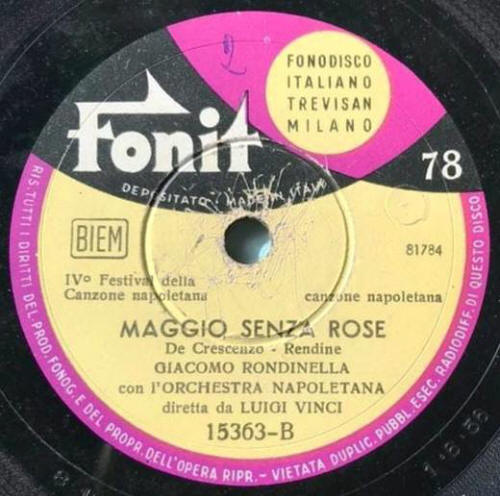 2
FONODISCO
ITALIANO
TREVISAN
MILANO
Fonit
78
DEPOSITATO - MADE IN ITALY
BIEM
81784
IVº Festival della
Canzone napoletana
canzone napoletana
MAGGIO SENZA ROSE
De Crescenzo - Rendine
GIACOMO RONDINELLA
con l'ORCHESTRA NAPOLETANA
diretta da LUIGI VINCI
15363-B
RIS. TUTTI I DIRITTI DEL PROD. FONOG. E DEL PROPR. DELL'OPERA RIPR. - VIETATA DUPLIC. PUBBL. ESEC. RADIODIFF. DI QUESTO DISCO